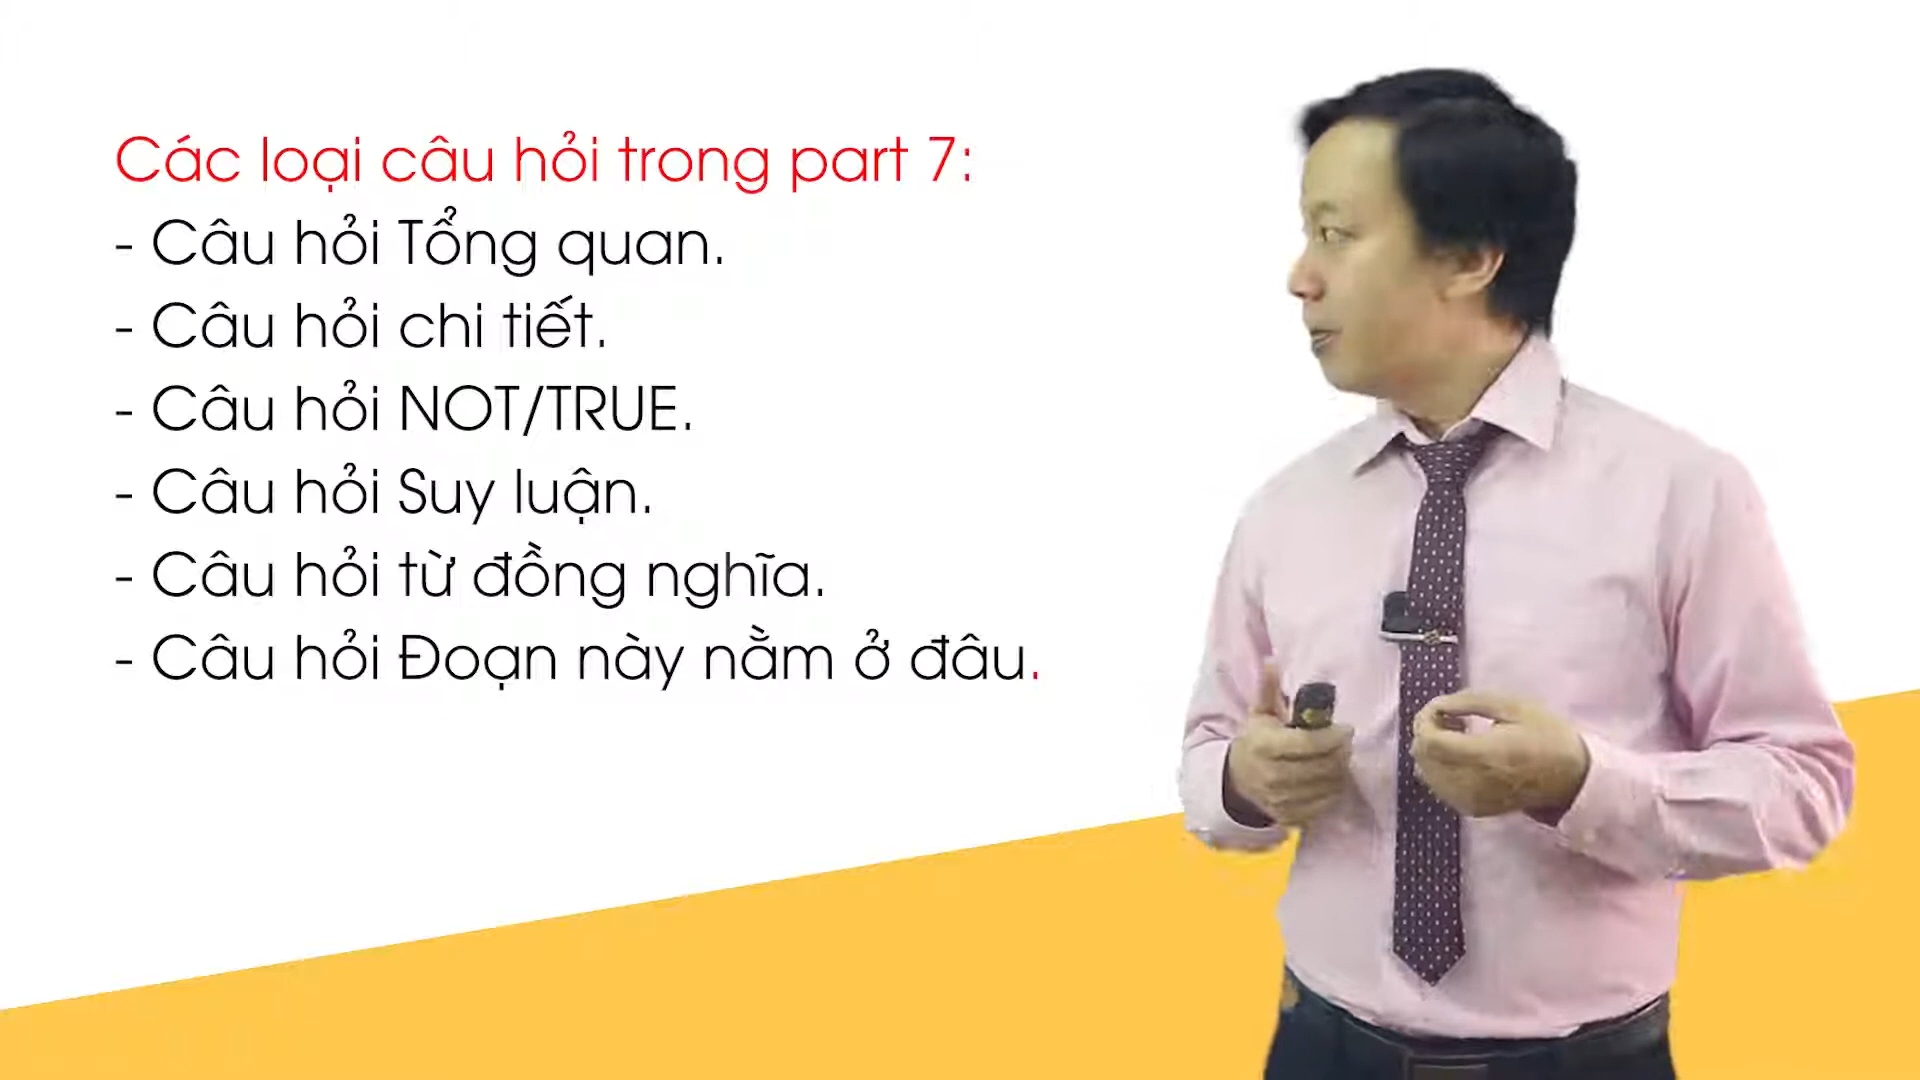 Các loại câu hỏi trong part 7:
- Câu hỏi Tổng quan.
- Câu hỏi chi tiết.
- Câu hỏi NOT/TRUE.
- Câu hỏi Suy luận.
- Câu hỏi từ đồng nghĩa.
- Câu hỏi Đoạn này nằm ở đâu.